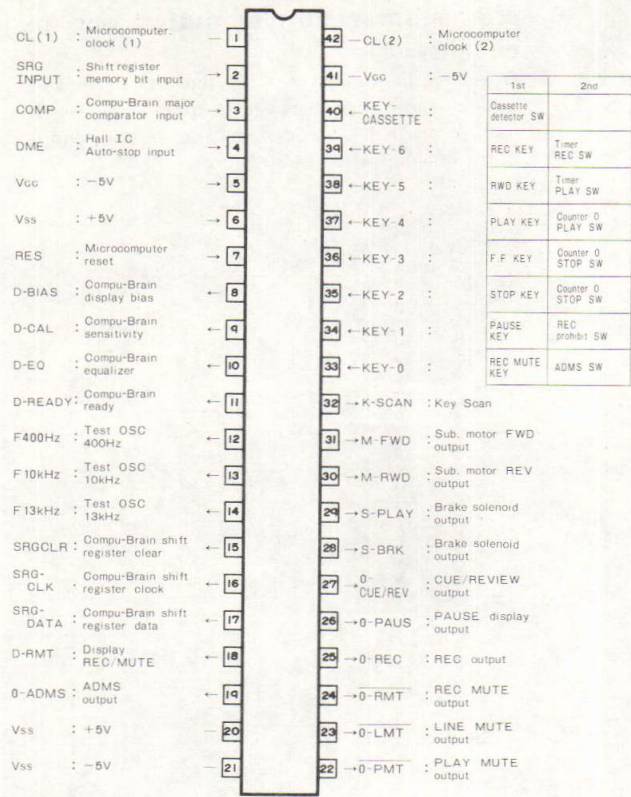 CL(1) : Microcomputer. clock (1) — 1
SRG INPUT : Shift register memory bit input → 2
COMP : Compu-Brain major comparator input → 3
DME : Hall IC Auto-stop input → 4
VGG : −5V → 5
Vss : +5V → 6
RES : Microcomputer reset → 7
D-BIAS : Compu-Brain display bias ← 8
D-CAL : Compu-Brain sensitivity ← 9
D-EQ : Compu-Brain equalizer ← 10
D-READY : Compu-Brain ready ← 11
F400Hz : Test OSC 400Hz ← 12
F10kHz : Test OSC 10kHz ← 13
F13kHz : Test OSC 13kHz ← 14
SRGCLR : Compu-Brain shift register clear ← 15
SRG-CLK : Compu-Brain shift register clock ← 16
SRG-DATA : Compu-Brain shift register data ← 17
D-RMT : Display REC/MUTE ← 18
0-ADMS : ADMS output ← 19
Vss : +5V — 20
Vss : −5V — 21
42 — CL(2) : Microcomputer clock (2)
41 — VGG : −5V
40 ← KEY-CASSETTE :
39 ← KEY-6 :
38 ← KEY-5 :
37 ← KEY-4 :
36 ← KEY-3 :
35 ← KEY-2 :
34 ← KEY-1 :
33 ← KEY-0 :
32 → K-SCAN : Key Scan
31 → M-FWD : Sub. motor FWD output
30 → M-RWD : Sub. motor REV output
29 → S-PLAY : Brake solenoid output
28 → S-BRK : Brake solenoid output
27 → 0-CUE/REV : CUE/REVIEW output
26 → 0-PAUS : PAUSE display output
25 → 0-REC : REC output
24 → 0-RMT : REC MUTE output
23 → 0-LMT : LINE MUTE output
22 → 0-PMT : PLAY MUTE output
1st 2nd
Cassette detector SW
REC KEY Timer REC SW
RWD KEY Timer PLAY SW
PLAY KEY Counter 0 PLAY SW
F.F KEY Counter 0 STOP SW
STOP KEY Counter 0 STOP SW
PAUSE KEY REC prohibit SW
REC MUTE KEY ADMS SW